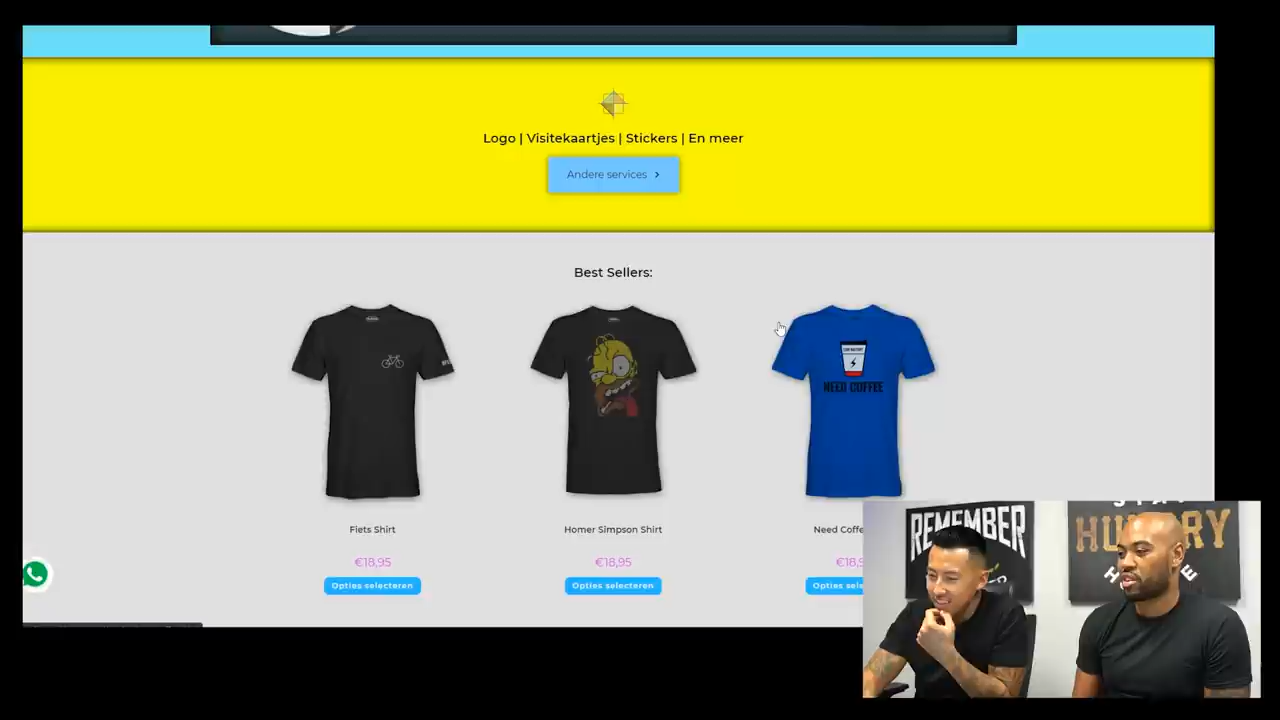 Logo | Visitekaartjes | Stickers | En meer
Andere services >
Best Sellers:
NEED COFFEE
Fiets Shirt
Homer Simpson Shirt
Need Coffe
€18,95
€18,95
€18,9
Opties selecteren
Opties selecteren
Opties sele
REMEMBER
STAY
HUNGRY